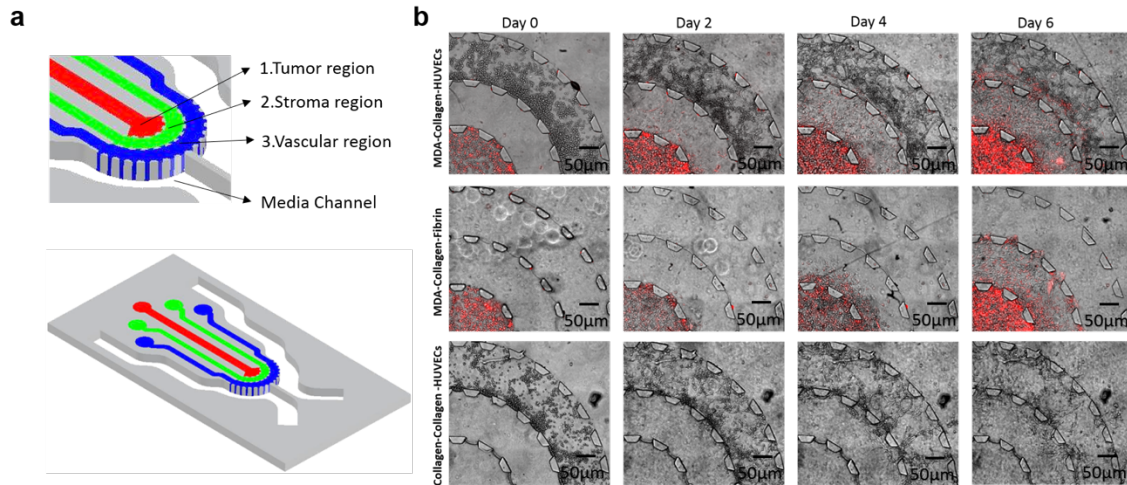 a
1.Tumor region
2.Stroma region
3.Vascular region
Media Channel
b
Day 0
Day 2
Day 4
Day 6
MDA-Collagen-HUVECs
50µm
50µm
50µm
50µm
MDA-Collagen-Fibrin
50µm
50µm
50µm
50µm
Collagen-Collagen -HUVECs
50µm
50µm
50µm
50µm